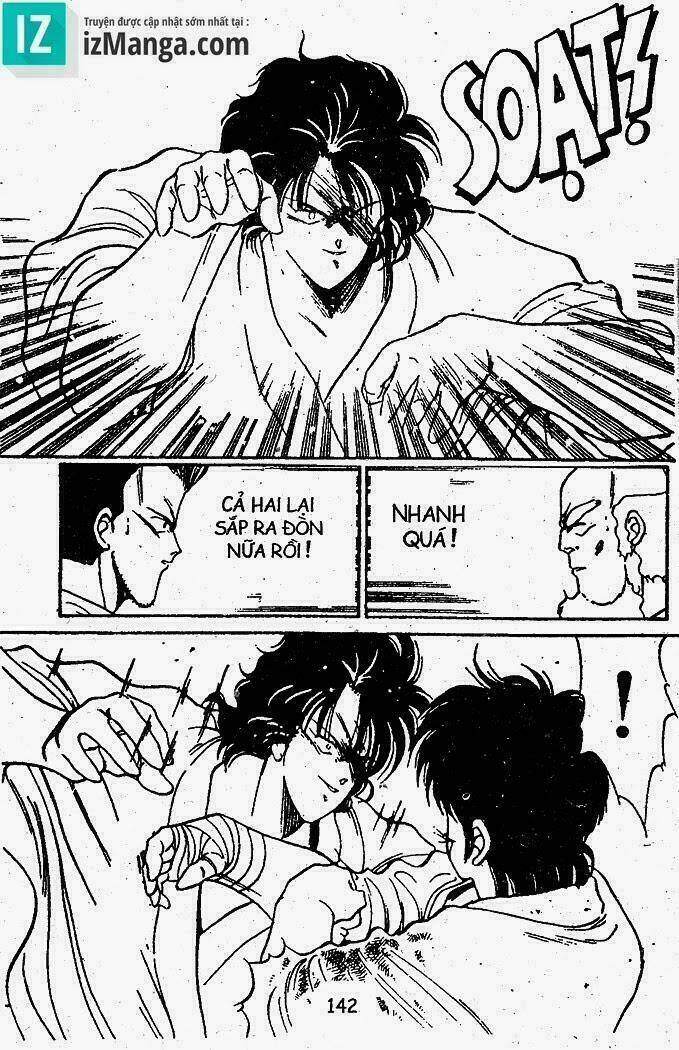 IZ
Truyện được cập nhật sớm nhất tại :
izManga.com
SOẠT!
CẢ HAI LẠI
SẮP RA ĐÒN
NỮA RỒI!
NHANH
QUÁ!
!
142